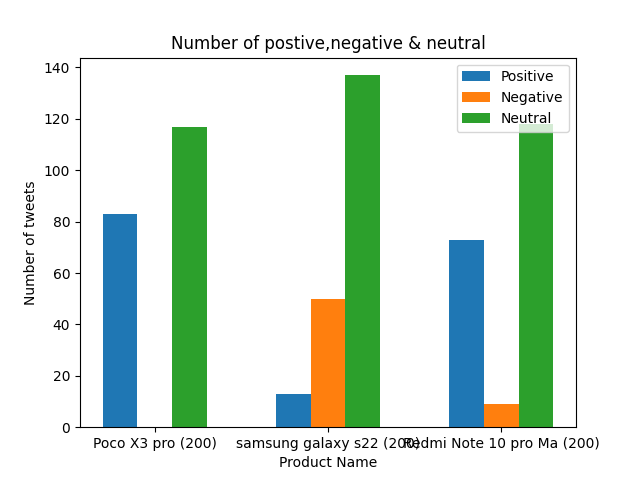 Number of postive,negative & neutral
140
120
100
80
60
40
20
0
Number of tweets
Positive
Negative
Neutral
Poco X3 pro (200)
samsung galaxy s22 (200)
Redmi Note 10 pro Ma (200)
Product Name